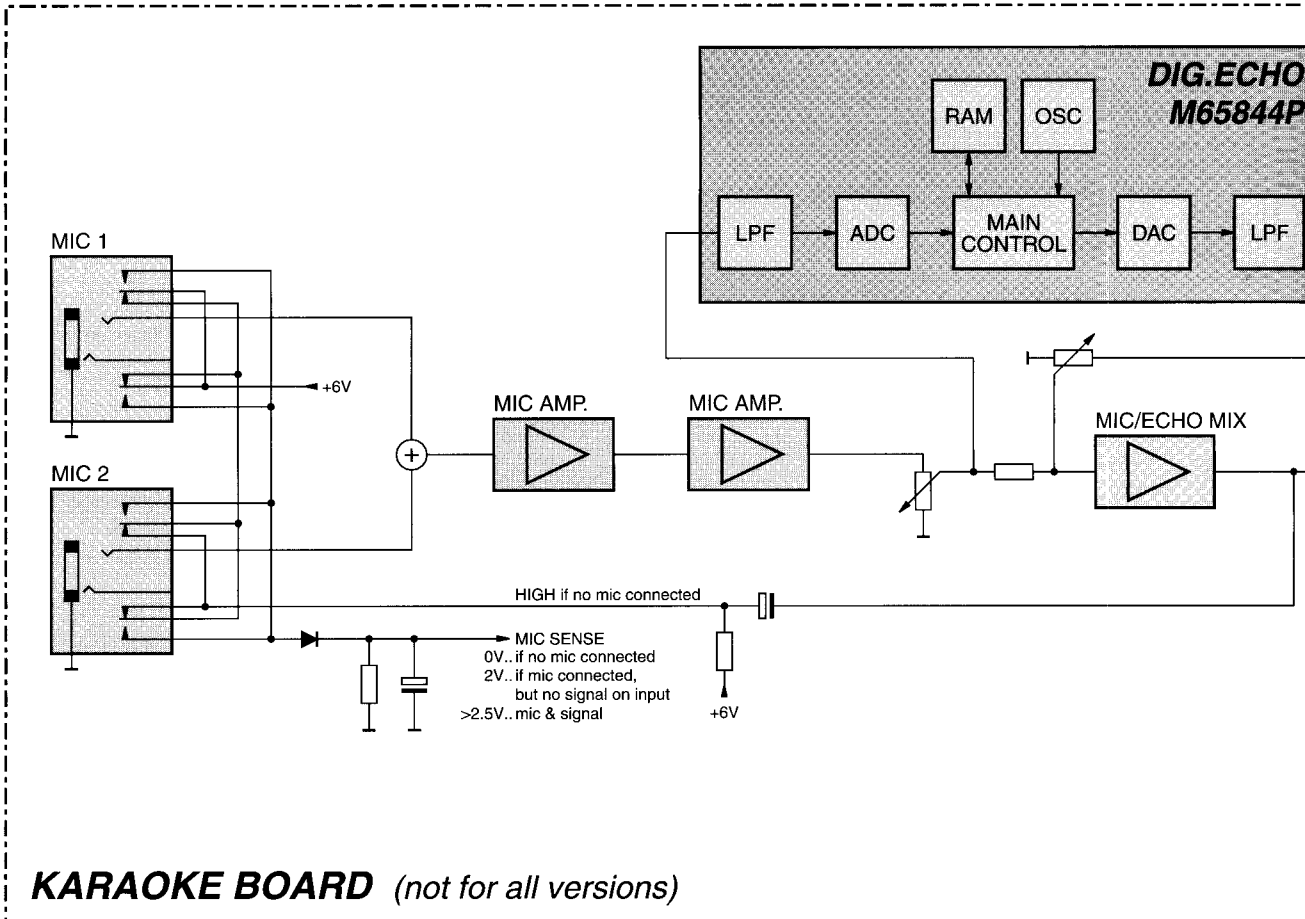 DIG.ECHO
M65844P
RAM
OSC
LPF
ADC
MAIN
CONTROL
DAC
LPF
MIC 1
+6V
MIC AMP.
MIC AMP.
MIC/ECHO MIX
+
MIC 2
HIGH if no mic connected
MIC SENSE
0V.. if no mic connected
2V.. if mic connected,
but no signal on input
>2.5V.. mic & signal
+6V
KARAOKE BOARD (not for all versions)